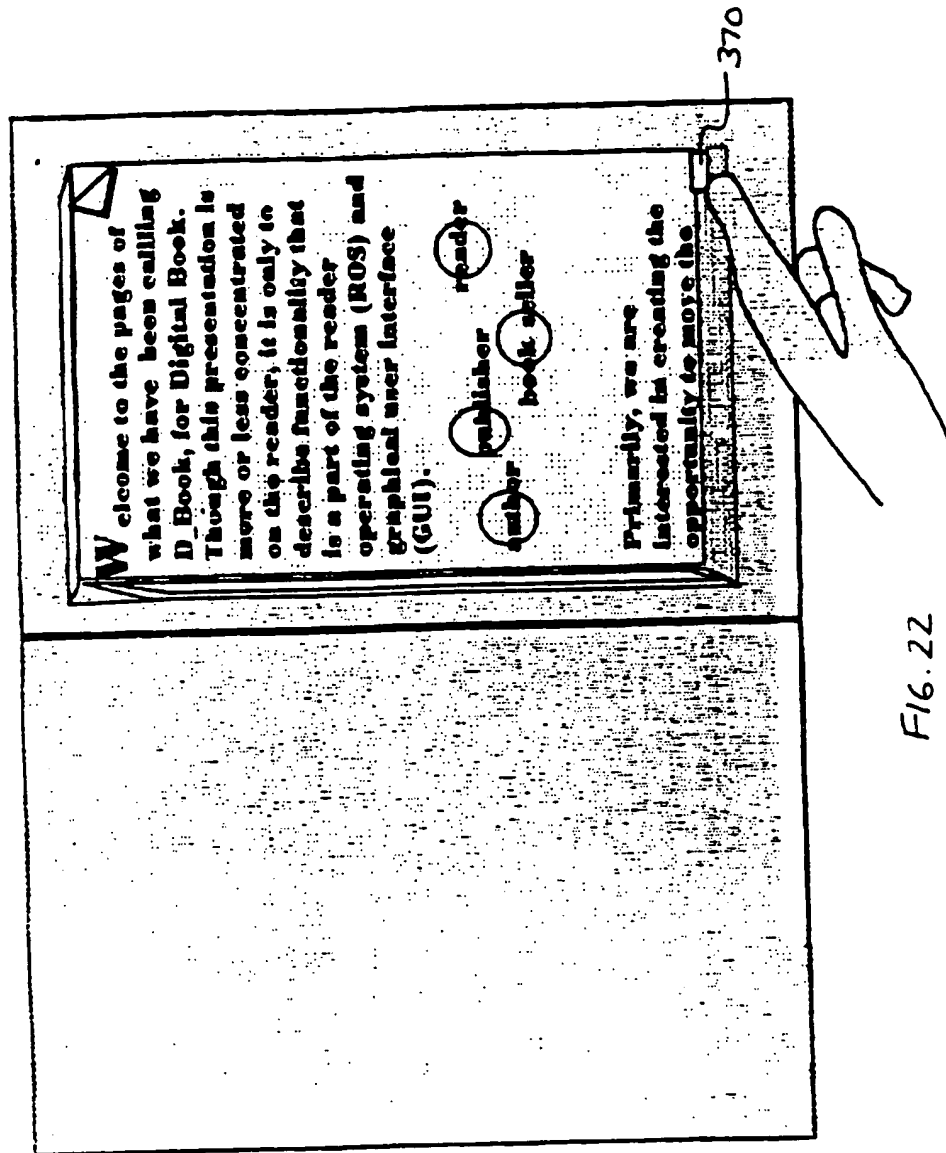 Welcome to the pages of
what we have been callling
D_Book, for Digital Book.
Though this presentation is
more or less concentrated
on the reader, it is only to
describe functionality that
is a part of the reader
operating system (ROS) and
graphical user interface
(GUI).
author
publisher
book seller
reader
Primarily, we are
interested in creating the
opportunity to move the
370
FIG. 22